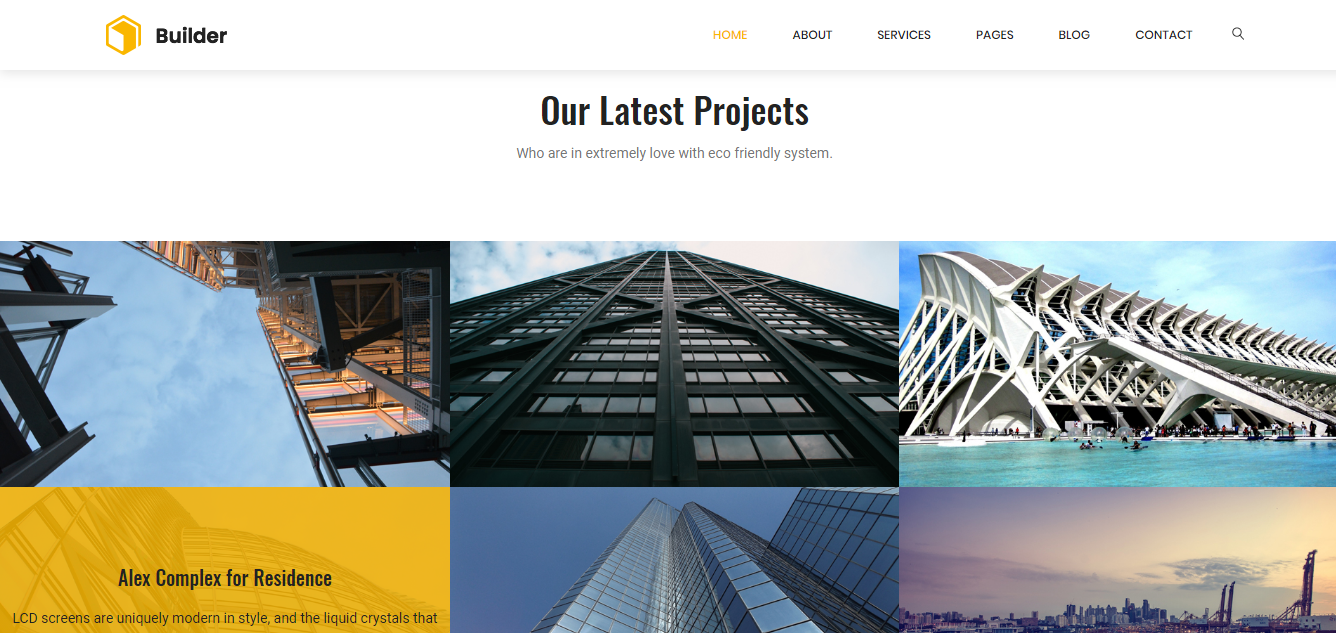 Builder
HOME ABOUT SERVICES PAGES BLOG CONTACT
Our Latest Projects
Who are in extremely love with eco friendly system.
Alex Complex for Residence
LCD screens are uniquely modern in style, and the liquid crystals that